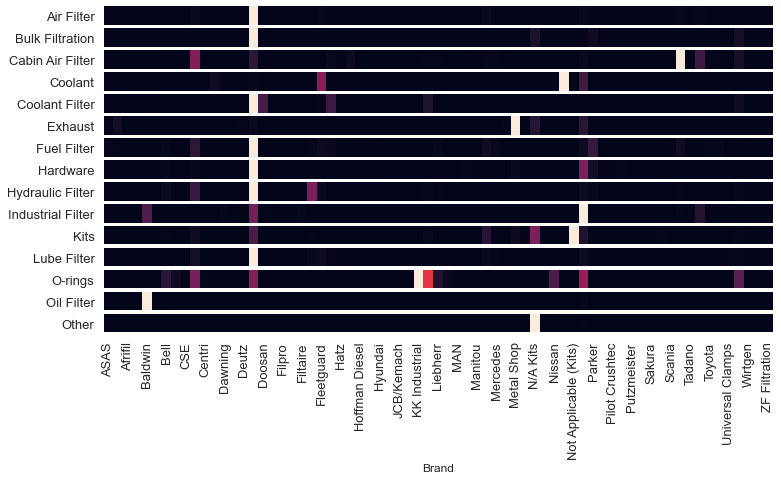 Air Filter
Bulk Filtration
Cabin Air Filter
Coolant
Coolant Filter
Exhaust
Fuel Filter
Hardware
Hydraulic Filter
Industrial Filter
Kits
Lube Filter
O-rings
Oil Filter
Other
ASAS
Afrifil
Baldwin
Bell
CSE
Centri
Dawning
Deutz
Doosan
Filpro
Filtaire
Fleetguard
Hatz
Hoffman Diesel
Hyundai
JCB/Kemach
KK Industrial
Liebherr
MAN
Manitou
Mercedes
Metal Shop
N/A Kits
Nissan
Not Applicable (Kits)
Parker
Pilot Crushtec
Putzmeister
Sakura
Scania
Tadano
Toyota
Universal Clamps
Wirtgen
ZF Filtration
Brand